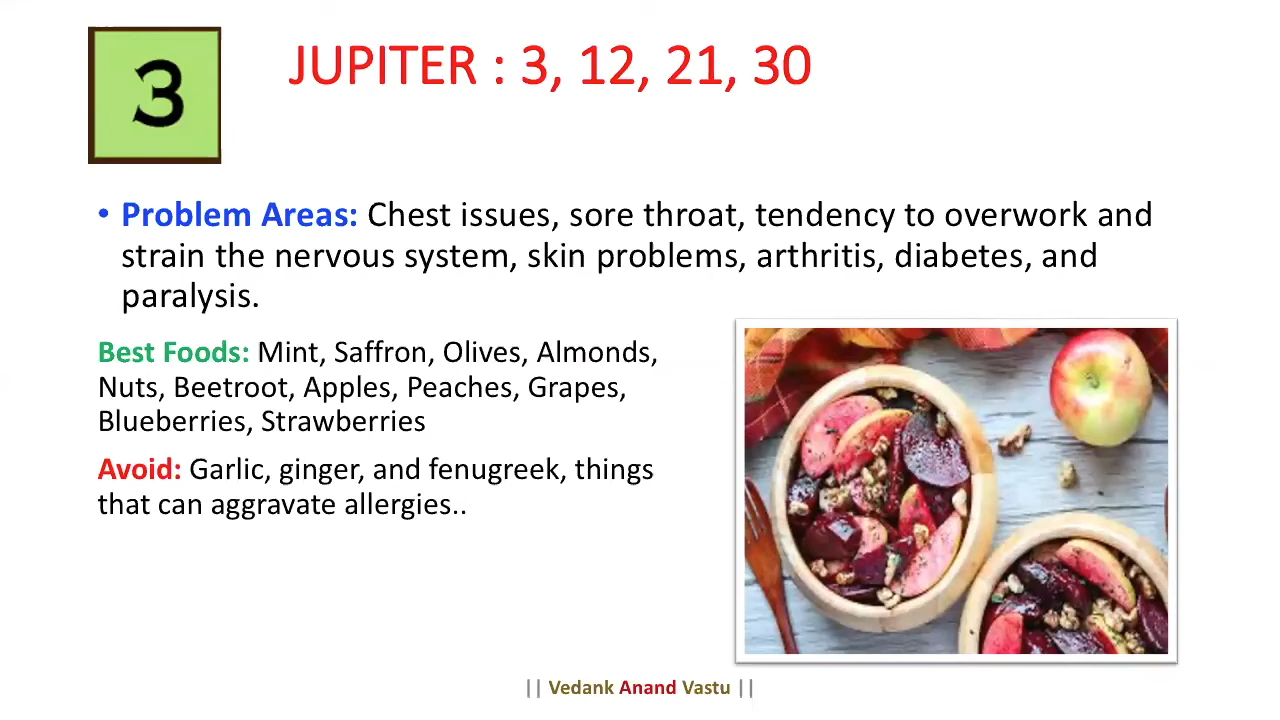 3
JUPITER : 3, 12, 21, 30
• Problem Areas: Chest issues, sore throat, tendency to overwork and
strain the nervous system, skin problems, arthritis, diabetes, and
paralysis.
Best Foods: Mint, Saffron, Olives, Almonds,
Nuts, Beetroot, Apples, Peaches, Grapes,
Blueberries, Strawberries
Avoid: Garlic, ginger, and fenugreek, things
that can aggravate allergies..
|| Vedank Anand Vastu ||